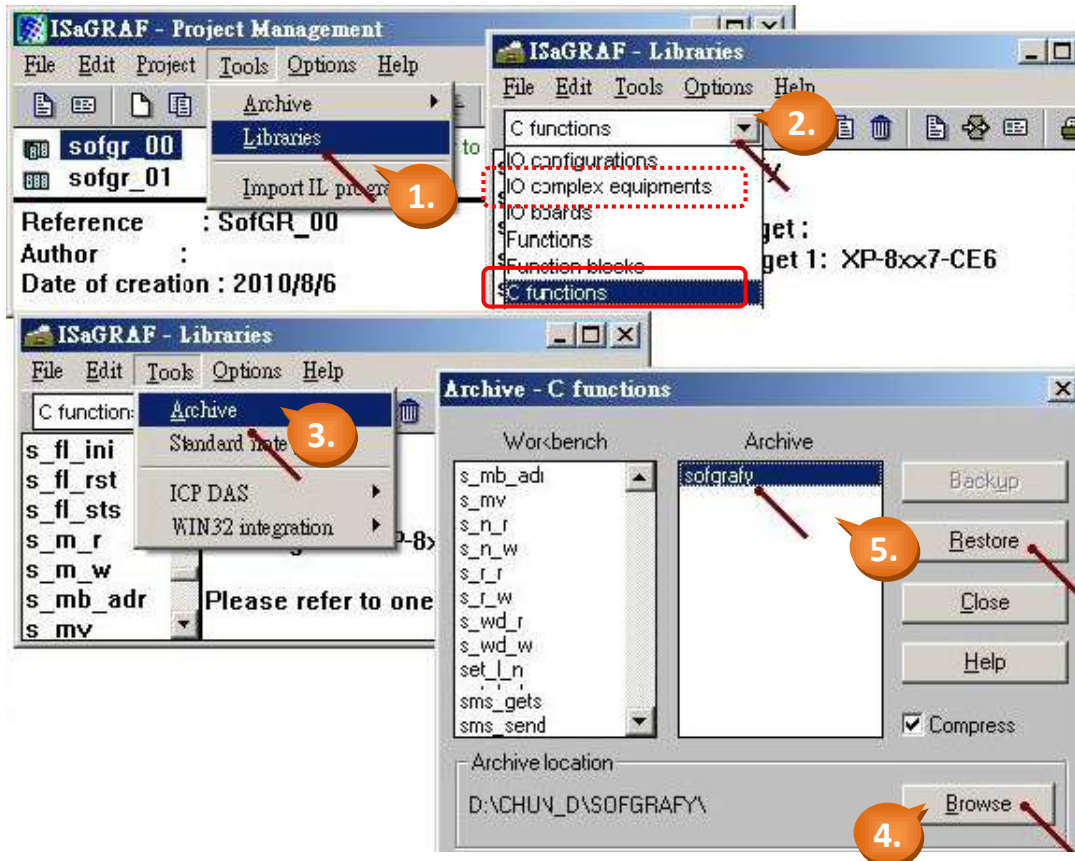 ISaGRAF - Project Management
File Edit Project Tools Options Help
Archive
Libraries
Import IL
1.
sofgr_00
to
sofgr_01
Reference : SofGR_00
Author :
Date of creation : 2010/8/6
ISaGRAF - Libraries
File Edit Tools Options Help
C functions
2.
IO configurations
IO complex equipments
IO boards
Functions
Function blocks
C functions
get :
get 1: XP-8xx7-CE6
ISaGRAF - Libraries
File Edit Tools Options Help
C function
Archive
3.
Standard note
ICP DAS
WIN32 integration
s_fl_ini
s_fl_rst
s_fl_sts
s_m_r
s_m_w
s_mb_adr
s_mv
P-8x
Please refer to one
Archive - C functions
Workbench
Archive
s_mb_adr
s_mv
s_n_r
s_n_w
s_r_r
s_r_w
s_wd_r
s_wd_w
set_l_n
sms_gets
sms_send
sofgrafy
5.
Backup
Restore
Close
Help
Compress
Archive location
D:\CHUN_D\SOFGRAFY\
Browse
4.